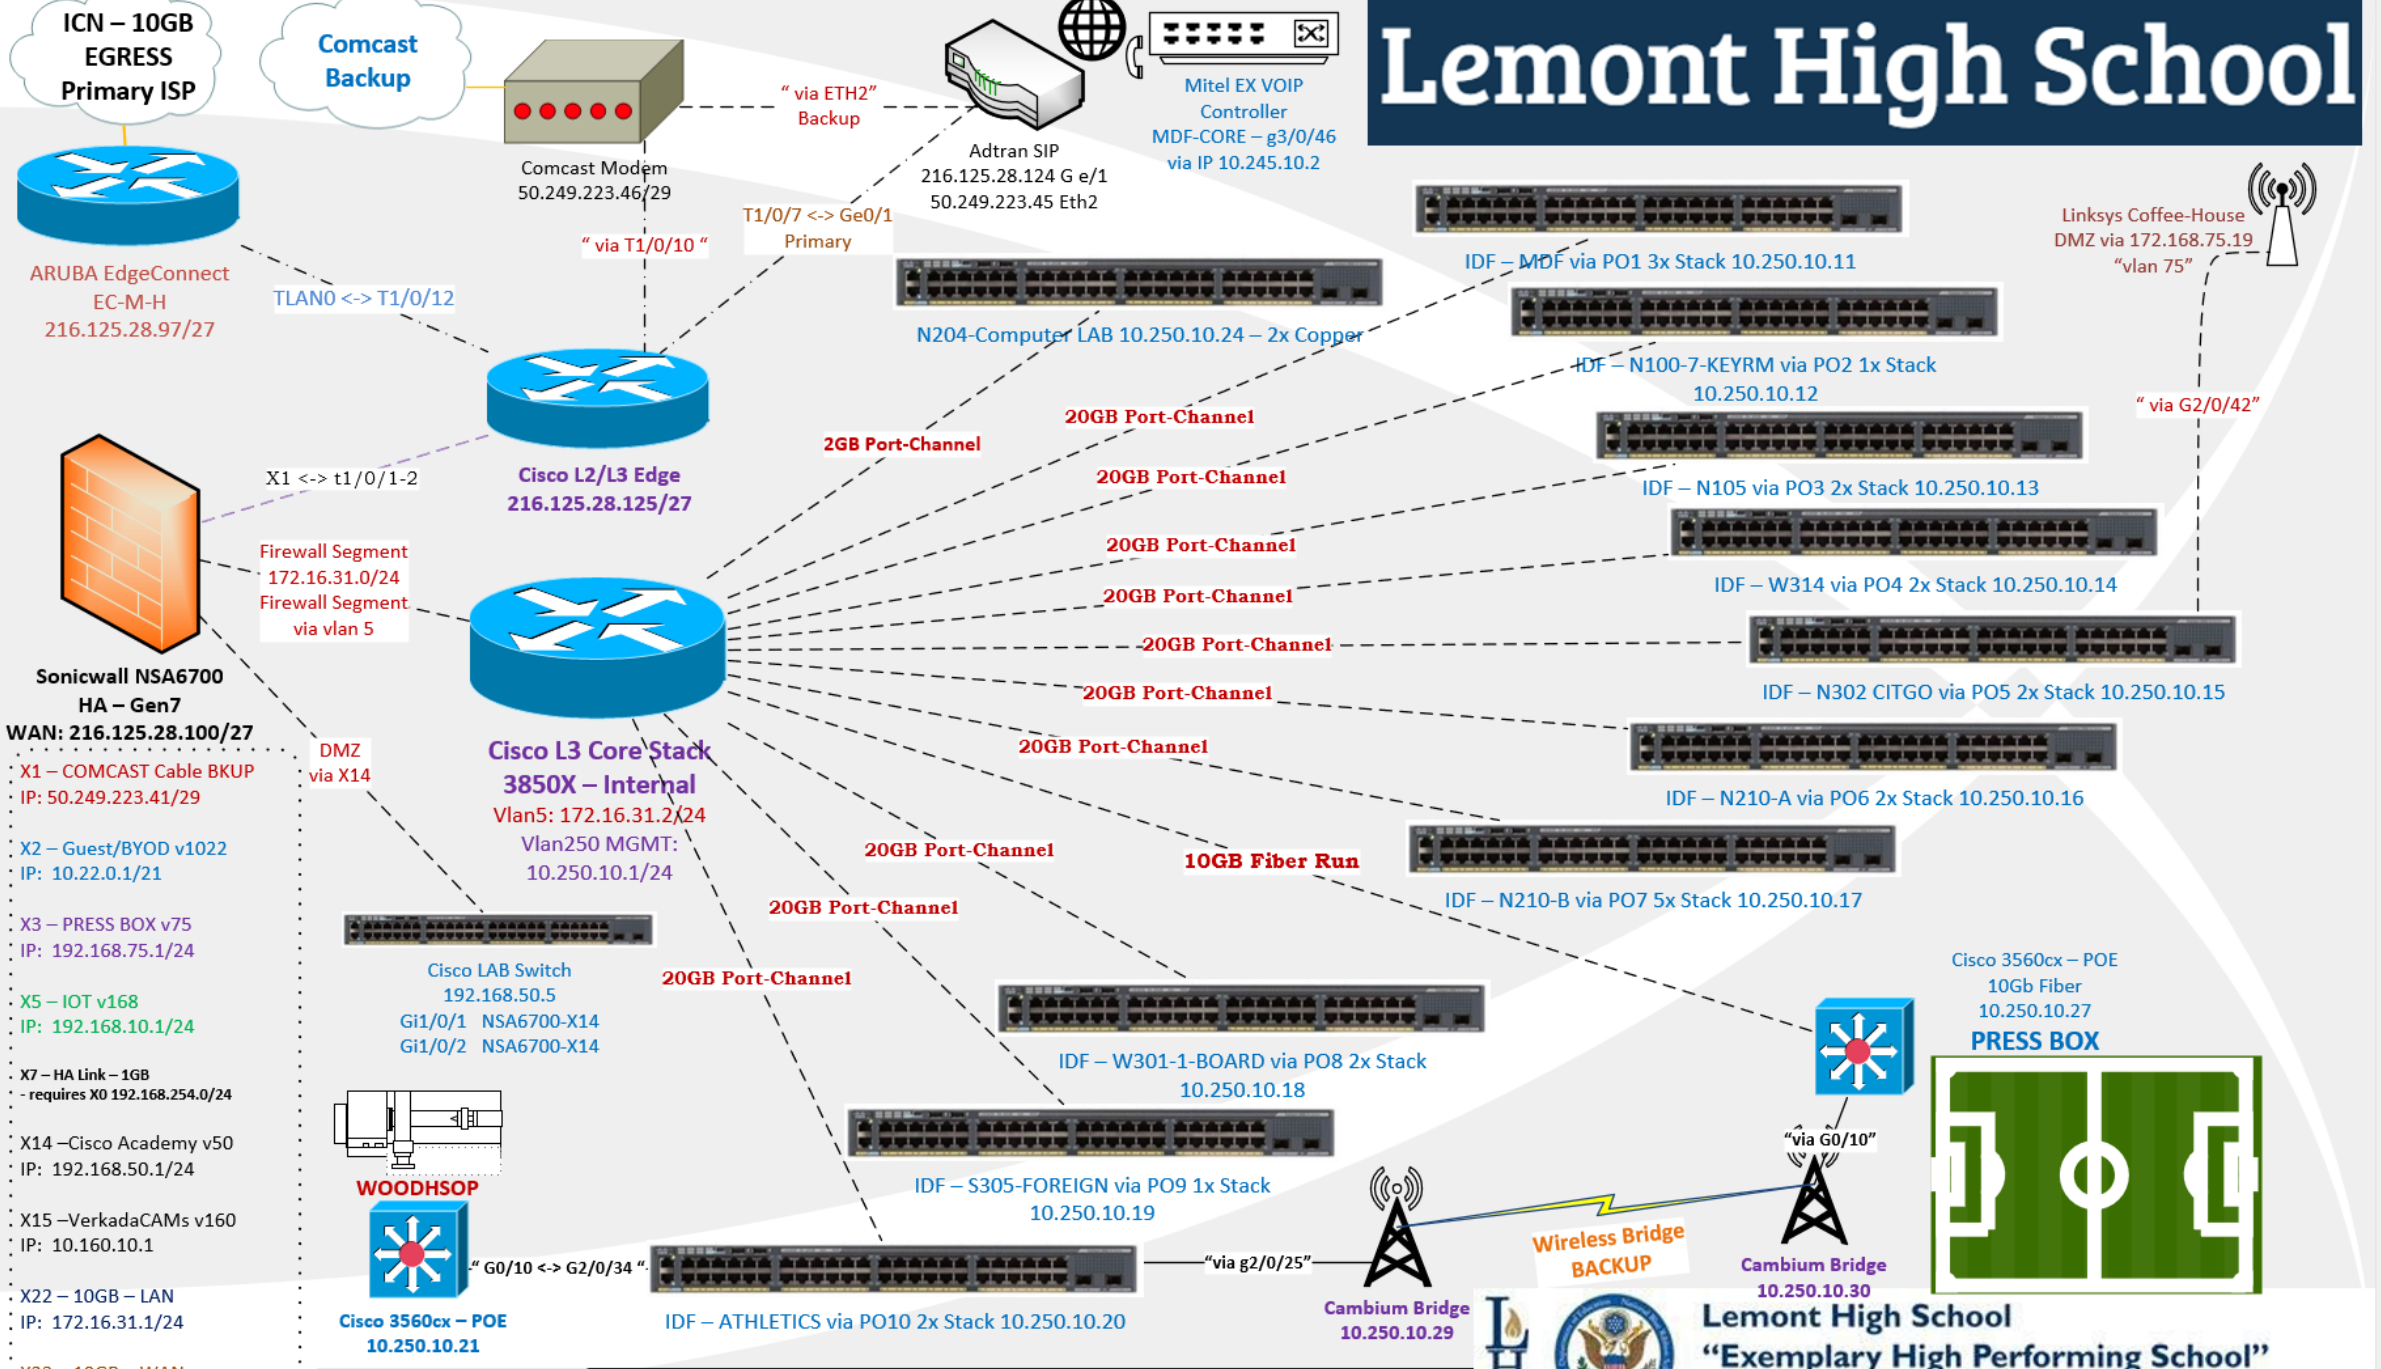 ICN – 10GB
EGRESS
Primary ISP
Comcast
Backup
“ via ETH2”
Backup
Mitel EX VOIP
Controller
MDF-CORE – g3/0/46
via IP 10.245.10.2
Lemont High School
Comcast Modem
50.249.223.46/29
Adtran SIP
216.125.28.124 G e/1
50.249.223.45 Eth2
T1/0/7 <-> Ge0/1
Primary
“ via T1/0/10 “
ARUBA EdgeConnect
EC-M-H
216.125.28.97/27
TLAN0 <-> T1/0/12
Linksys Coffee-House
DMZ via 172.168.75.19
“vlan 75”
“ via G2/0/42”
IDF – MDF via PO1 3x Stack 10.250.10.11
N204-Computer LAB 10.250.10.24 – 2x Copper
IDF – N100-7-KEYRM via PO2 1x Stack
10.250.10.12
IDF – N105 via PO3 2x Stack 10.250.10.13
IDF – W314 via PO4 2x Stack 10.250.10.14
IDF – N302 CITGO via PO5 2x Stack 10.250.10.15
IDF – N210-A via PO6 2x Stack 10.250.10.16
IDF – N210-B via PO7 5x Stack 10.250.10.17
2GB Port-Channel
20GB Port-Channel
20GB Port-Channel
20GB Port-Channel
20GB Port-Channel
20GB Port-Channel
20GB Port-Channel
20GB Port-Channel
20GB Port-Channel
10GB Fiber Run
20GB Port-Channel
20GB Port-Channel
Cisco L2/L3 Edge
216.125.28.125/27
X1 <-> t1/0/1-2
Firewall Segment
172.16.31.0/24
Firewall Segment
via vlan 5
Sonicwall NSA6700
HA – Gen7
WAN: 216.125.28.100/27
X1 – COMCAST Cable BKUP
IP: 50.249.223.41/29
X2 – Guest/BYOD v1022
IP: 10.22.0.1/21
X3 – PRESS BOX v75
IP: 192.168.75.1/24
X5 – IOT v168
IP: 192.168.10.1/24
X7 – HA Link – 1GB
- requires X0 192.168.254.0/24
X14 –Cisco Academy v50
IP: 192.168.50.1/24
X15 –VerkadaCAMs v160
IP: 10.160.10.1
X22 – 10GB – LAN
IP: 172.16.31.1/24
DMZ
via X14
Cisco L3 Core Stack
3850X – Internal
Vlan5: 172.16.31.2/24
Vlan250 MGMT:
10.250.10.1/24
Cisco LAB Switch
192.168.50.5
Gi1/0/1 NSA6700-X14
Gi1/0/2 NSA6700-X14
WOODHSOP
Cisco 3560cx – POE
10.250.10.21
“ G0/10 <-> G2/0/34 “
IDF – W301-1-BOARD via PO8 2x Stack
10.250.10.18
IDF – S305-FOREIGN via PO9 1x Stack
10.250.10.19
IDF – ATHLETICS via PO10 2x Stack 10.250.10.20
“via g2/0/25”
Cambium Bridge
10.250.10.29
Wireless Bridge
BACKUP
Cisco 3560cx – POE
10Gb Fiber
10.250.10.27
PRESS BOX
“via G0/10”
Cambium Bridge
10.250.10.30
L
H
Lemont High School
“Exemplary High Performing School”